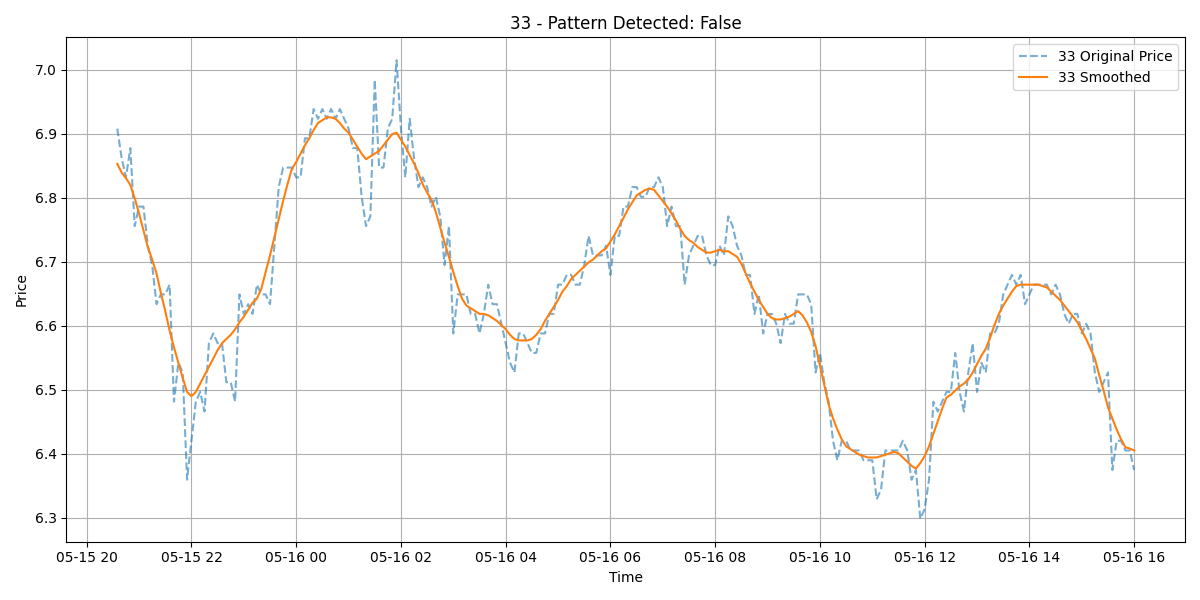 33 - Pattern Detected: False
33 Original Price
33 Smoothed
Price
7.0
6.9
6.8
6.7
6.6
6.5
6.4
6.3
05-15 20 05-15 22 05-16 00 05-16 02 05-16 04 05-16 06 05-16 08 05-16 10 05-16 12 05-16 14 05-16 16
Time